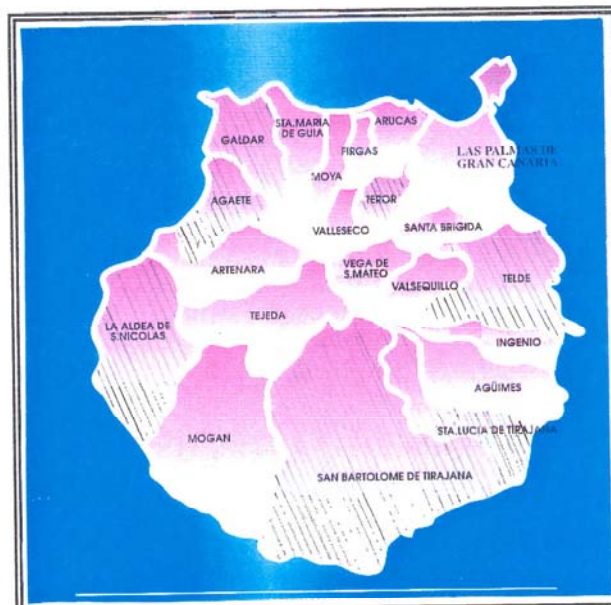 STA.MARIA
DE GUIA
ARUCAS
GALDAR
FIRGAS
LAS PALMAS DE
GRAN CANARIA
MOYA
AGAETE
TEROR
VALLESECO
SANTA BRIGIDA
ARTENARA
VEGA DE
S.MATEO
VALSEQUILLO
TELDE
LA ALDEA DE
S.NICOLAS
TEJEDA
INGENIO
AGÜIMES
STA.LUCIA DE TIRAJANA
MOGAN
SAN BARTOLOME DE TIRAJANA